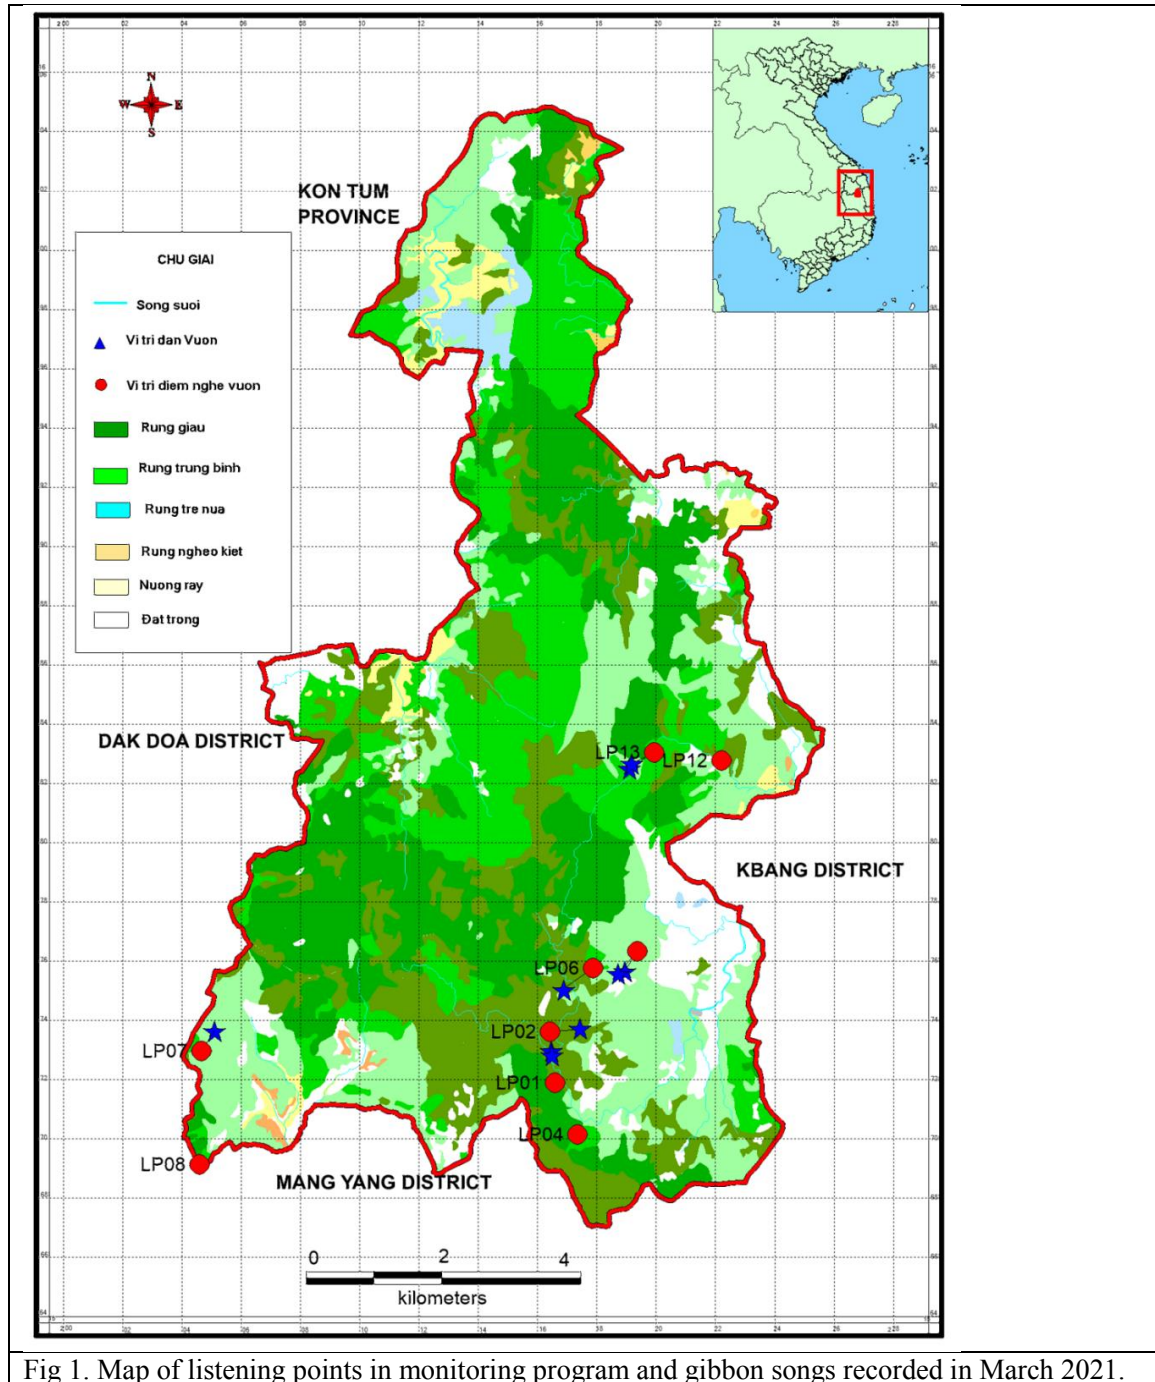 N
W E
S
KON TUM
PROVINCE
CHU GIAI
Song suoi
Vi tri dan Vuon
Vi tri diem nghe vuon
Rung giau
Rung trung binh
Rung tre nua
Rung ngheo kiet
Nuong ray
Đat trong
DAK DOA DISTRICT
LP13
LP12
KBANG DISTRICT
LP06
LP02
LP07
LP01
LP04
LP08
MANG YANG DISTRICT
0 2 4
kilometers
Fig 1. Map of listening points in monitoring program and gibbon songs recorded in March 2021.